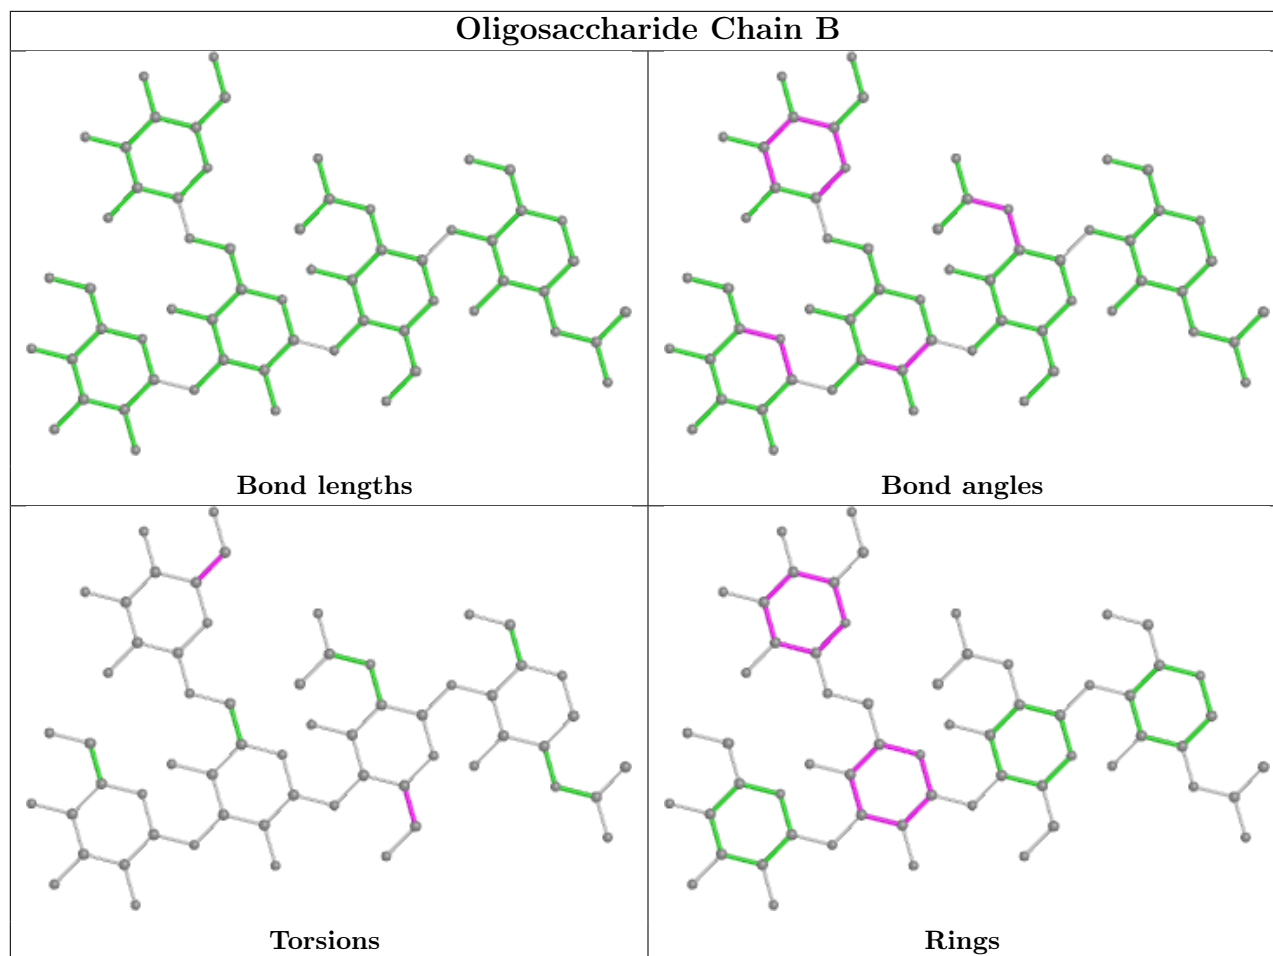 Oligosaccharide Chain B
Bond lengths
Bond angles
Torsions
Rings